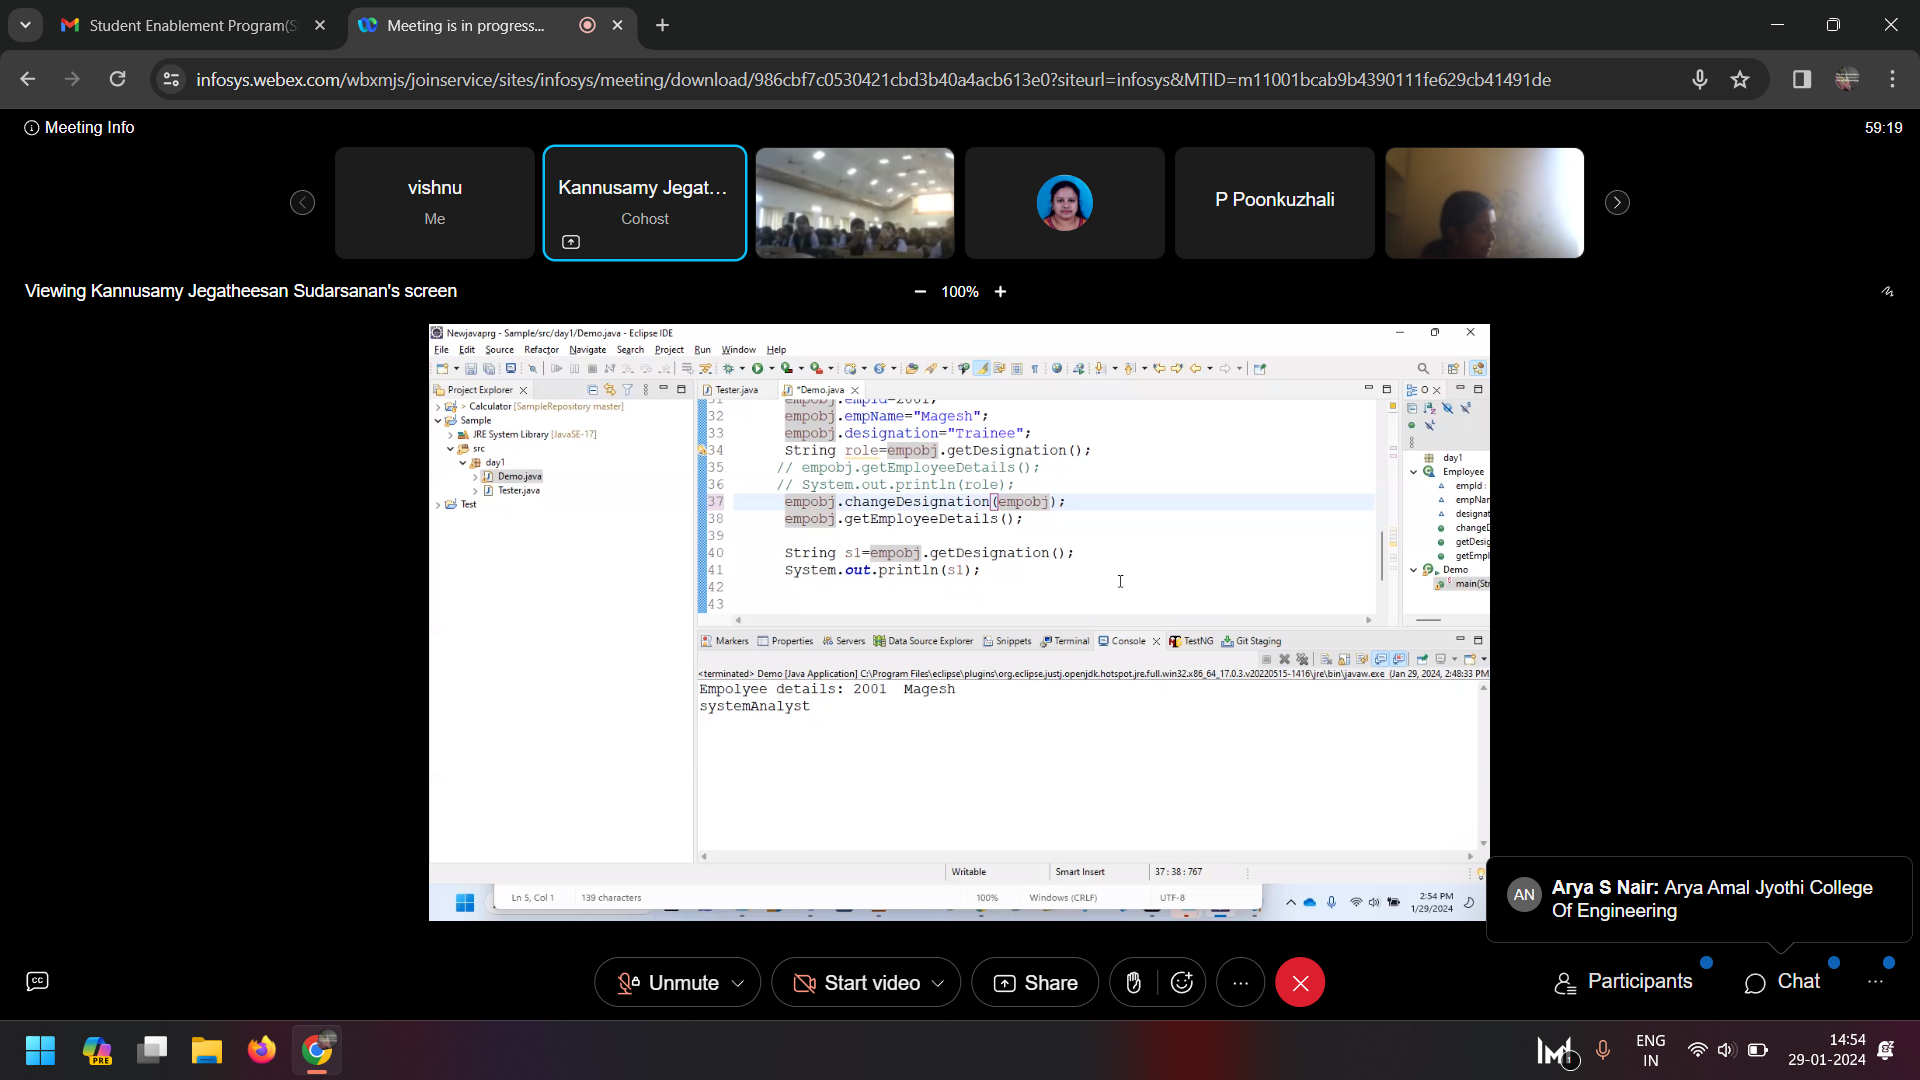 Student Enablement Program(S
Meeting is in progress...
infosys.webex.com/wbxmjs/joinservice/sites/infosys/meeting/download/986cbf7c0530421cbd3b40a4acb613e0?siteurl=infosys&MTID=m11001bcab9b4390111fe629cb41491de
Meeting Info
59:19
vishnu
Me
Kannusamy Jegat...
Cohost
P Poonkuzhali
Viewing Kannusamy Jegatheesan Sudarsanan's screen
100%
Newjavaprg - Sample/src/day1/Demo.java - Eclipse IDE
File Edit Source Refactor Navigate Search Project Run Window Help
Project Explorer
Tester.java
*Demo.java
> Calculator [SampleRepository master]
Sample
JRE System Library [JavaSE-17]
src
day1
Demo.java
Tester.java
Test
31 empobj.empId=2001;
32 empobj.empName="Magesh";
33 empobj.designation="Trainee";
34 String role=empobj.getDesignation();
35 // empobj.getEmployeeDetails();
36 // System.out.println(role);
37 empobj.changeDesignation(empobj);
38 empobj.getEmployeeDetails();
39
40 String s1=empobj.getDesignation();
41 System.out.println(s1);
42
43
day1
Employee
empId :
empNar
designat
changeD
getDesig
getEmpl
Demo
main(Str
Markers Properties Servers Data Source Explorer Snippets Terminal Console TestNG Git Staging
<terminated> Demo [Java Application] C:\Program Files\eclipse\plugins\org.eclipse.justj.openjdk.hotspot.jre.full.win32.x86_64_17.0.3.v20220515-1416\jre\bin\javaw.exe (Jan 29, 2024, 2:48:33 PM
Empolyee details: 2001 Magesh
systemAnalyst
Writable
Smart Insert
37 : 38 : 767
Ln 5, Col 1
139 characters
100%
Windows (CRLF)
UTF-8
2:54 PM
1/29/2024
AN
Arya S Nair: Arya Amal Jyothi College
Of Engineering
CC
Unmute
Start video
Share
Participants
Chat
PRE
1
ENG
IN
14:54
29-01-2024